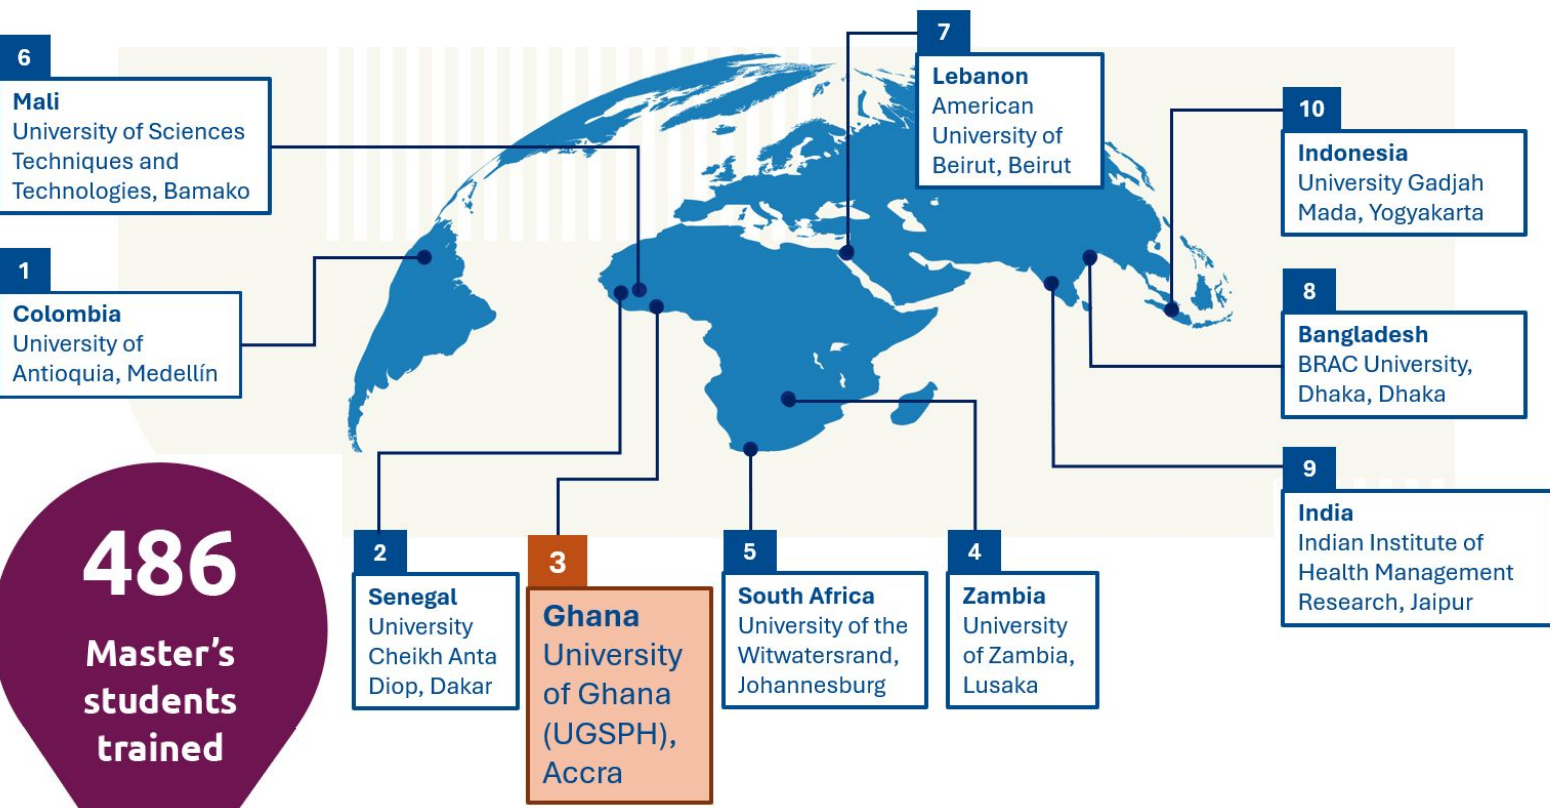 6
Mali
University of Sciences
Techniques and
Technologies, Bamako
7
Lebanon
American
University of
Beirut, Beirut
10
Indonesia
University Gadjah
Mada, Yogyakarta
1
Colombia
University of
Antioquia, Medellín
8
Bangladesh
BRAC University,
Dhaka, Dhaka
9
India
Indian Institute of
Health Management
Research, Jaipur
486
Master’s
students
trained
2
Senegal
University
Cheikh Anta
Diop, Dakar
3
Ghana
University
of Ghana
(UGSPH),
Accra
5
South Africa
University of the
Witwatersrand,
Johannesburg
4
Zambia
University
of Zambia,
Lusaka